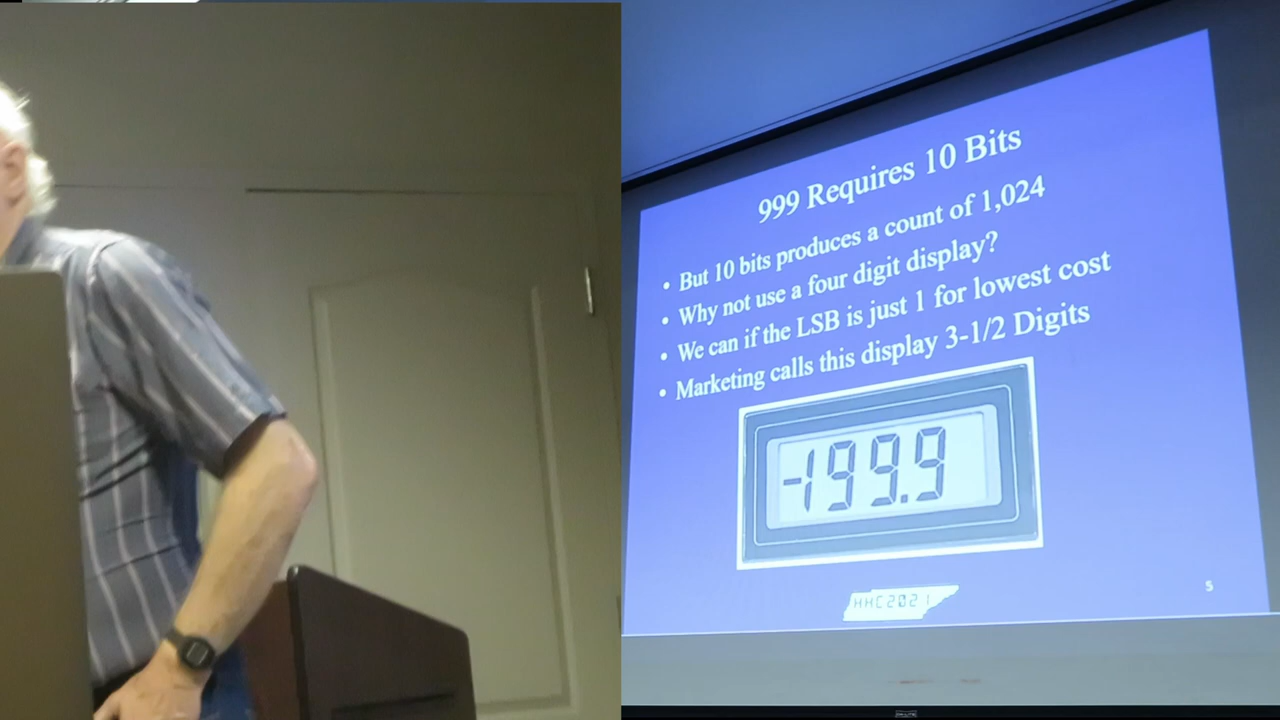 999 Requires 10 Bits
• But 10 bits produces a count of 1,024
• Why not use a four digit display?
• We can if the LSB is just 1 for lowest cost
• Marketing calls this display 3-1/2 Digits
-199.9
HHC2021
5